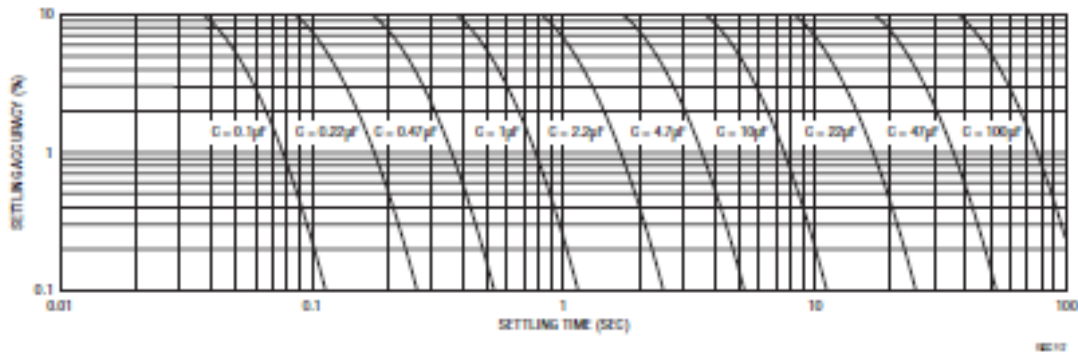 10
1
0.1
SETTLING ACCURACY (%)
C = 0.1µF C = 0.22µF C = 0.47µF C = 1µF C = 2.2µF C = 4.7µF C = 10µF C = 22µF C = 47µF C = 100µF
0.01 0.1 1 10 100
SETTLING TIME (SEC)